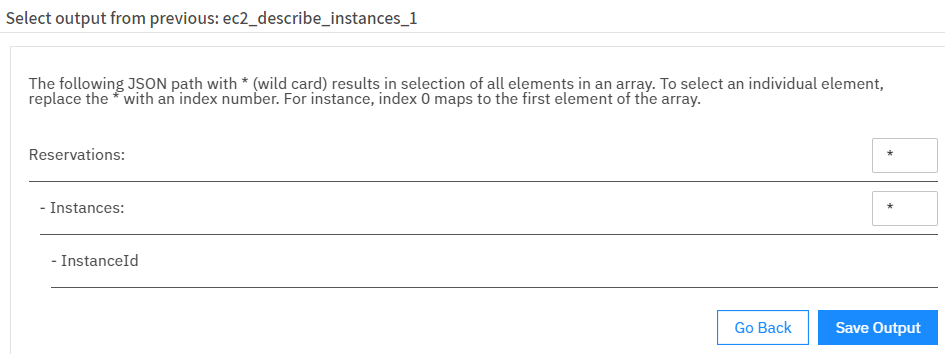 Select output from previous: ec2_describe_instances_1
The following JSON path with * (wild card) results in selection of all elements in an array. To select an individual element,
replace the * with an index number. For instance, index 0 maps to the first element of the array.
Reservations: *
- Instances: *
- InstanceId
Go Back Save Output